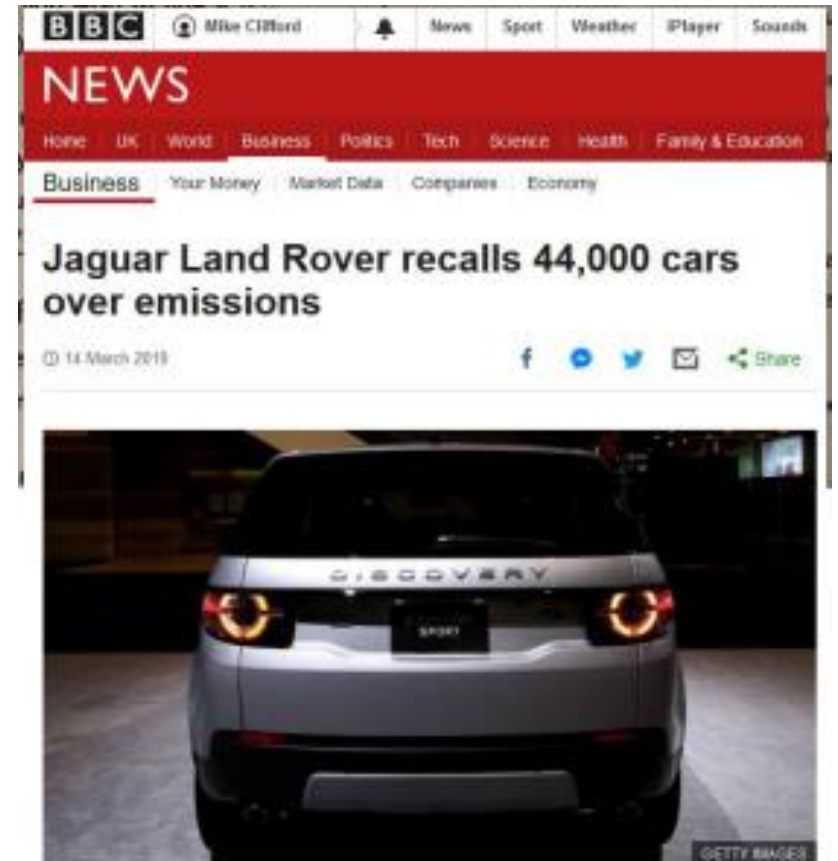 BBC Mike Clifford News Sport Weather iPlayer Sounds
NEWS
Home UK World Business Politics Tech Science Health Family & Education
Business Your Money Market Data Companies Economy
Jaguar Land Rover recalls 44,000 cars
over emissions
14 March 2019 f Share
DISCOVERY
SPORT
GETTY IMAGES